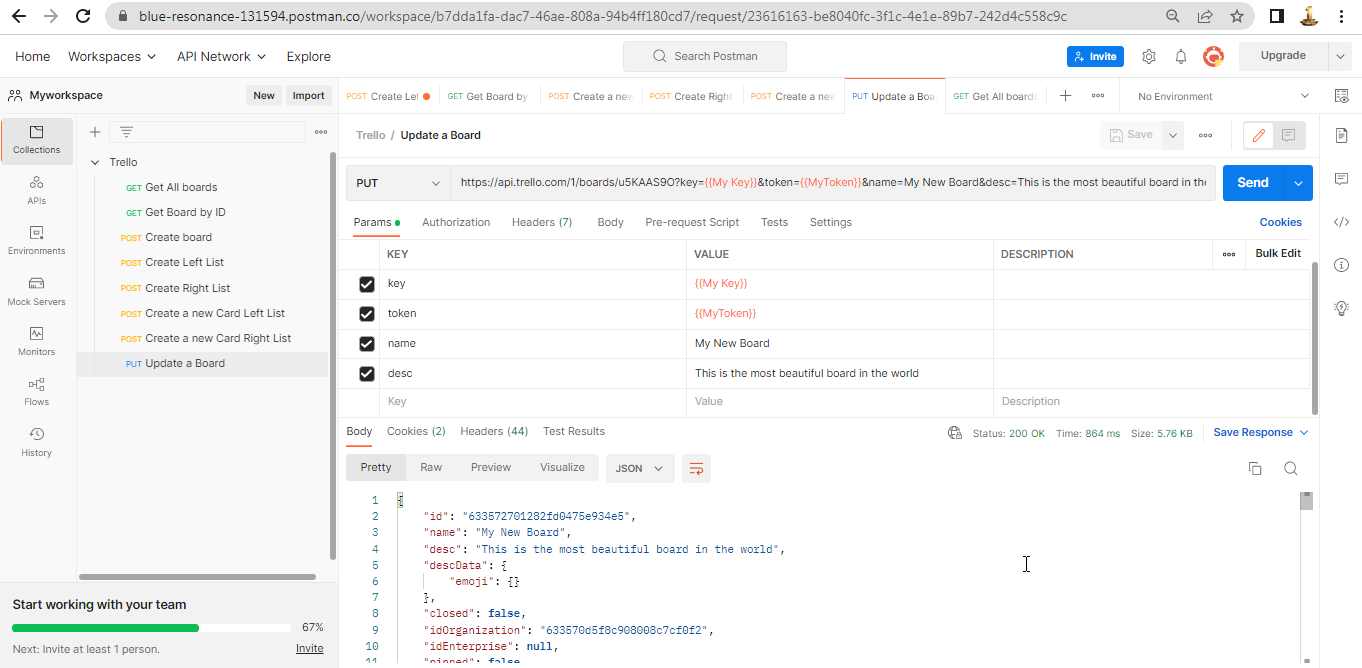 blue-resonance-131594.postman.co/workspace/b7dda1fa-dac7-46ae-808a-94b4ff180cd7/request/23616163-be8040fc-3f1c-4e1e-89b7-242d4c558c9c
Home Workspaces API Network Explore Search Postman Invite Upgrade
Myworkspace New Import
POST Create Lef GET Get Board by POST Create a new POST Create Right POST Create a new PUT Update a Boa GET Get All boards No Environment
Collections
APIs
Environments
Mock Servers
Monitors
Flows
History
Trello
GET Get All boards
GET Get Board by ID
POST Create board
POST Create Left List
POST Create Right List
POST Create a new Card Left List
POST Create a new Card Right List
PUT Update a Board
Start working with your team
67%
Next: Invite at least 1 person. Invite
Trello / Update a Board Save
PUT https://api.trello.com/1/boards/u5KAAS9O?key={{My Key}}&token={{MyToken}}&name=My New Board&desc=This is the most beautiful board in the Send
Params Authorization Headers (7) Body Pre-request Script Tests Settings Cookies
KEY VALUE DESCRIPTION Bulk Edit
key {{My Key}}
token {{MyToken}}
name My New Board
desc This is the most beautiful board in the world
Key Value Description
Body Cookies (2) Headers (44) Test Results Status: 200 OK Time: 864 ms Size: 5.76 KB Save Response
Pretty Raw Preview Visualize JSON
1 {
2 "id": "633572701282fd0475e934e5",
3 "name": "My New Board",
4 "desc": "This is the most beautiful board in the world",
5 "descData": {
6 "emoji": {}
7 },
8 "closed": false,
9 "idOrganization": "633570d5f8c908008c7cf0f2",
10 "idEnterprise": null,
11 "pinned": false